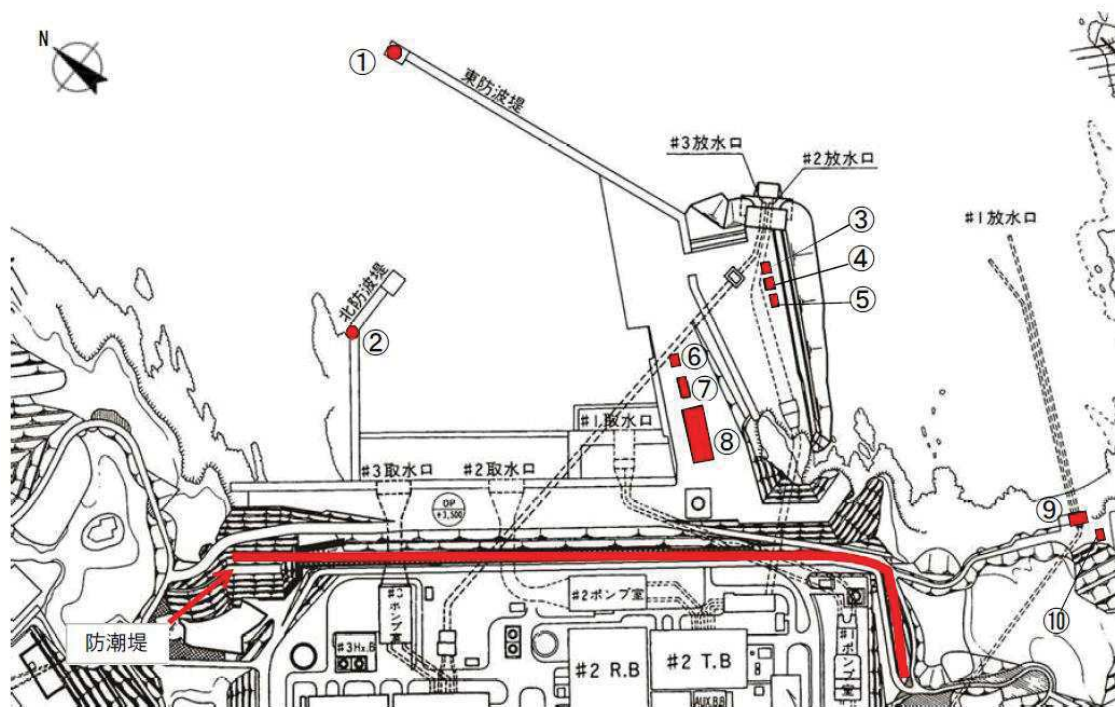 N
①
東防波堤
#3放水口
#2放水口
③
#1放水口
④
⑤
北防波堤
②
⑥
⑦
#1取水口
⑧
#3取水口
#2取水口
OP
+3,500
⑨
⑩
防潮堤
#3
ポンプ室
#2ポンプ室
#3Hx.B
#2 R.B
#2 T.B
AUX.B.B
#1
ポンプ室